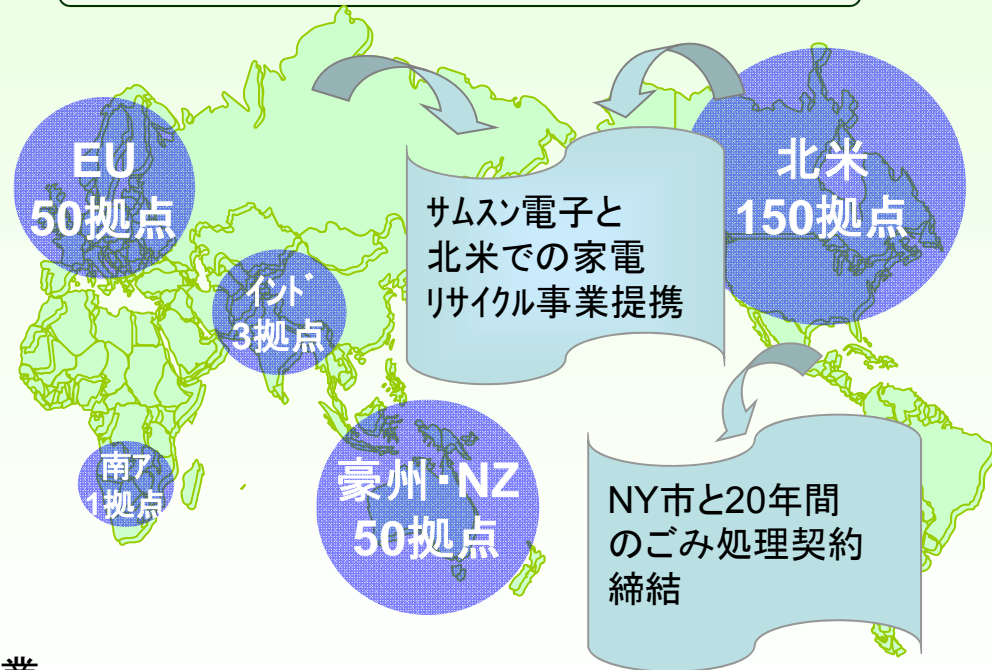 EU
50拠点
北米
150拠点
サムスン電子と
北米での家電
ﾘｻｲｸﾙ事業提携
ｲﾝﾄﾞ
3拠点
豪州・NZ
50拠点
南ｱ
1拠点
NY市と20年間
のごみ処理契約
締結
業